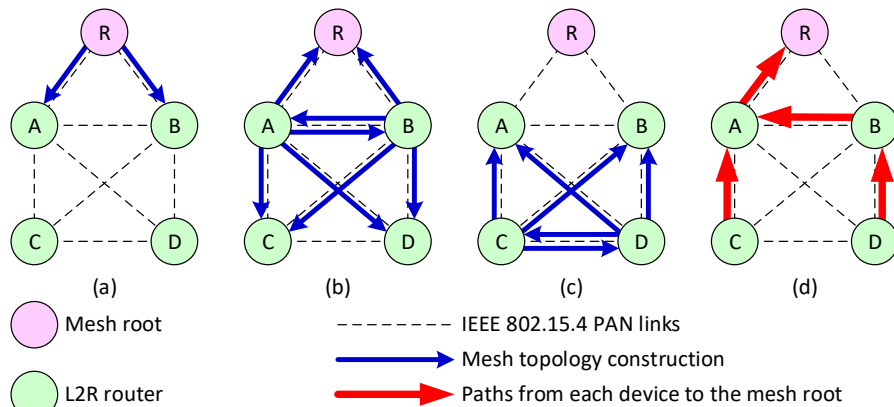 R R R R
A B A B A B A B
C D C D C D C D
(a) (b) (c) (d)
Mesh root
IEEE 802.15.4 PAN links
Mesh topology construction
L2R router
Paths from each device to the mesh root